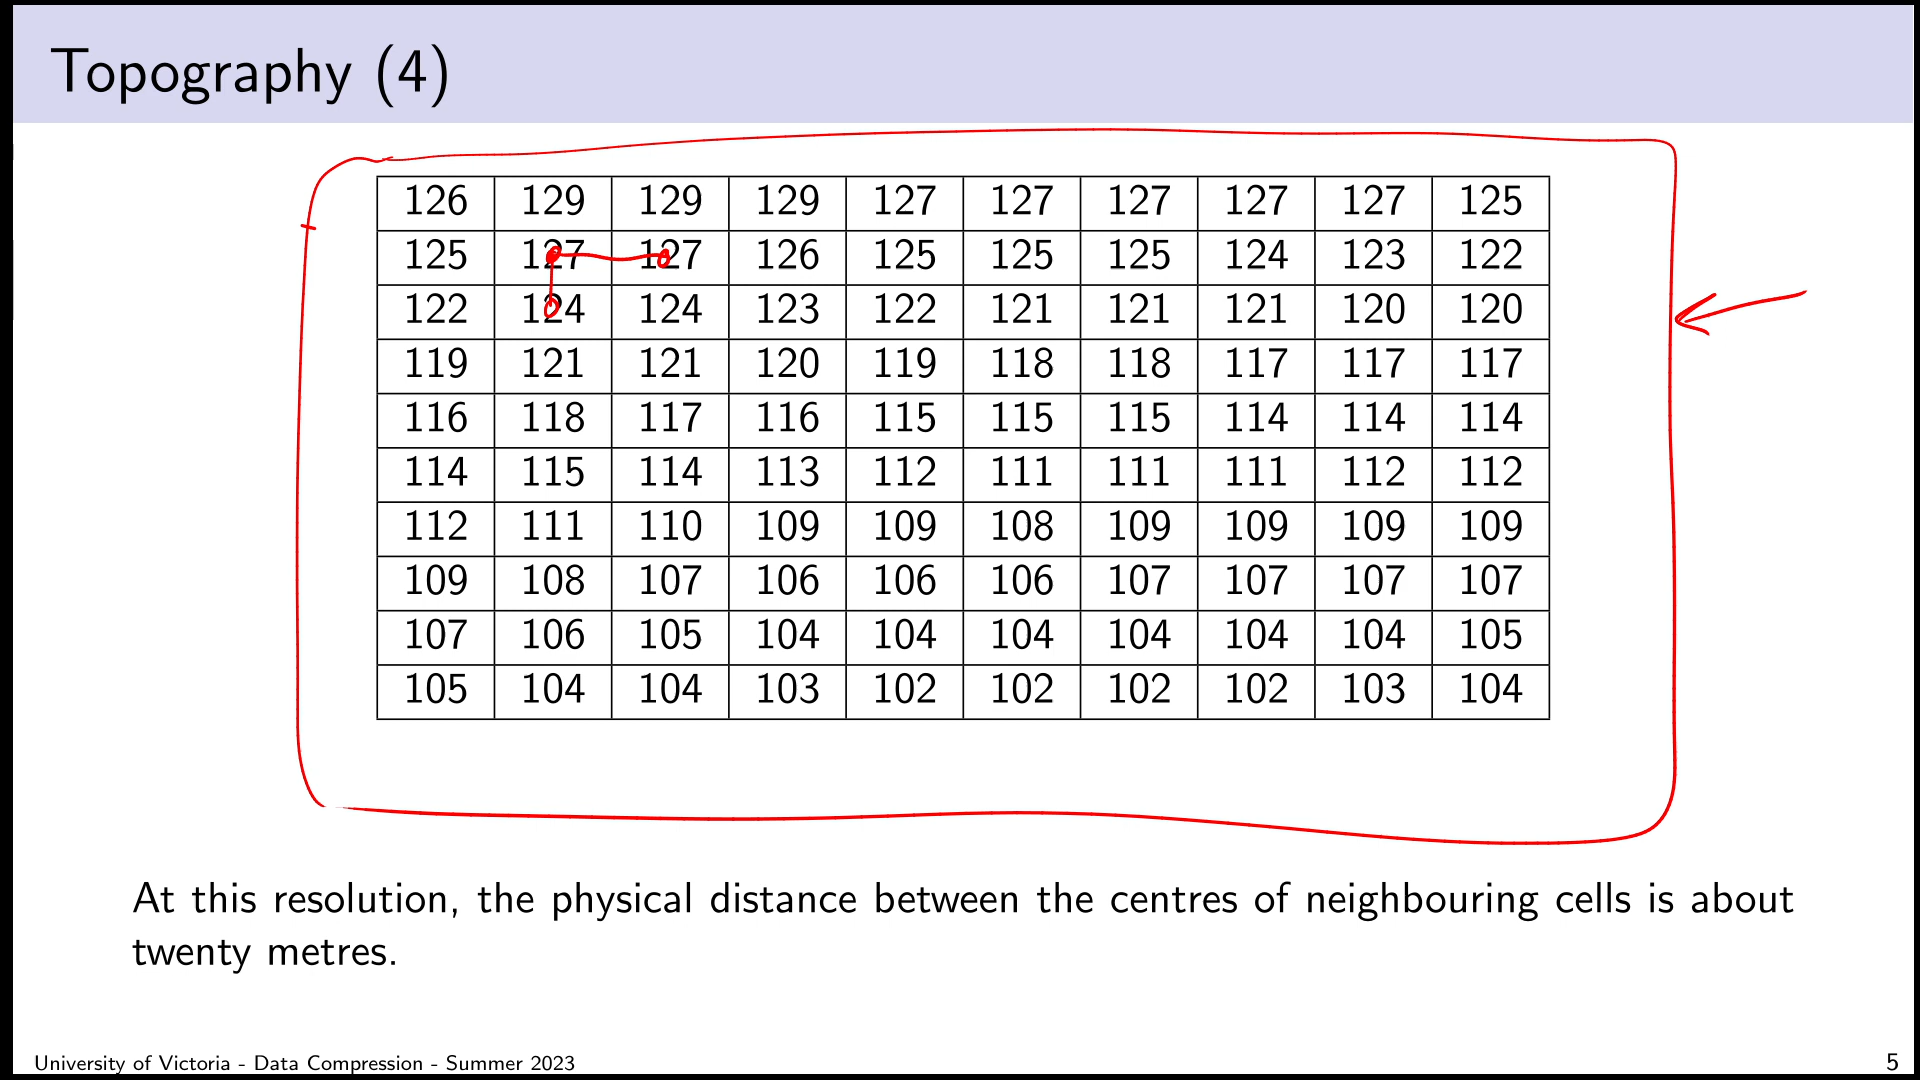 Topography (4)
126 129 129 129 127 127 127 127 127 125
125 127 127 126 125 125 125 124 123 122
122 124 124 123 122 121 121 121 120 120
119 121 121 120 119 118 118 117 117 117
116 118 117 116 115 115 115 114 114 114
114 115 114 113 112 111 111 111 112 112
112 111 110 109 109 108 109 109 109 109
109 108 107 106 106 106 107 107 107 107
107 106 105 104 104 104 104 104 104 105
105 104 104 103 102 102 102 102 103 104
At this resolution, the physical distance between the centres of neighbouring cells is about
twenty metres.
University of Victoria - Data Compression - Summer 2023
5